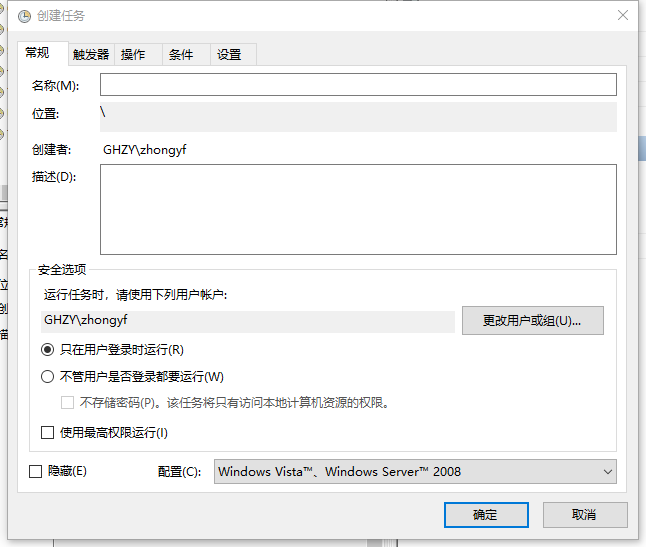 创建任务
常规 触发器 操作 条件 设置
名称(M):
位置: \
创建者: GHZY\zhongyf
描述(D):
安全选项
运行任务时，请使用下列用户帐户:
GHZY\zhongyf 更改用户或组(U)...
只在用户登录时运行(R)
不管用户是否登录都要运行(W)
不存储密码(P)。该任务将只有访问本地计算机资源的权限。
使用最高权限运行(I)
隐藏(E) 配置(C): Windows Vista™、Windows Server™ 2008
确定 取消